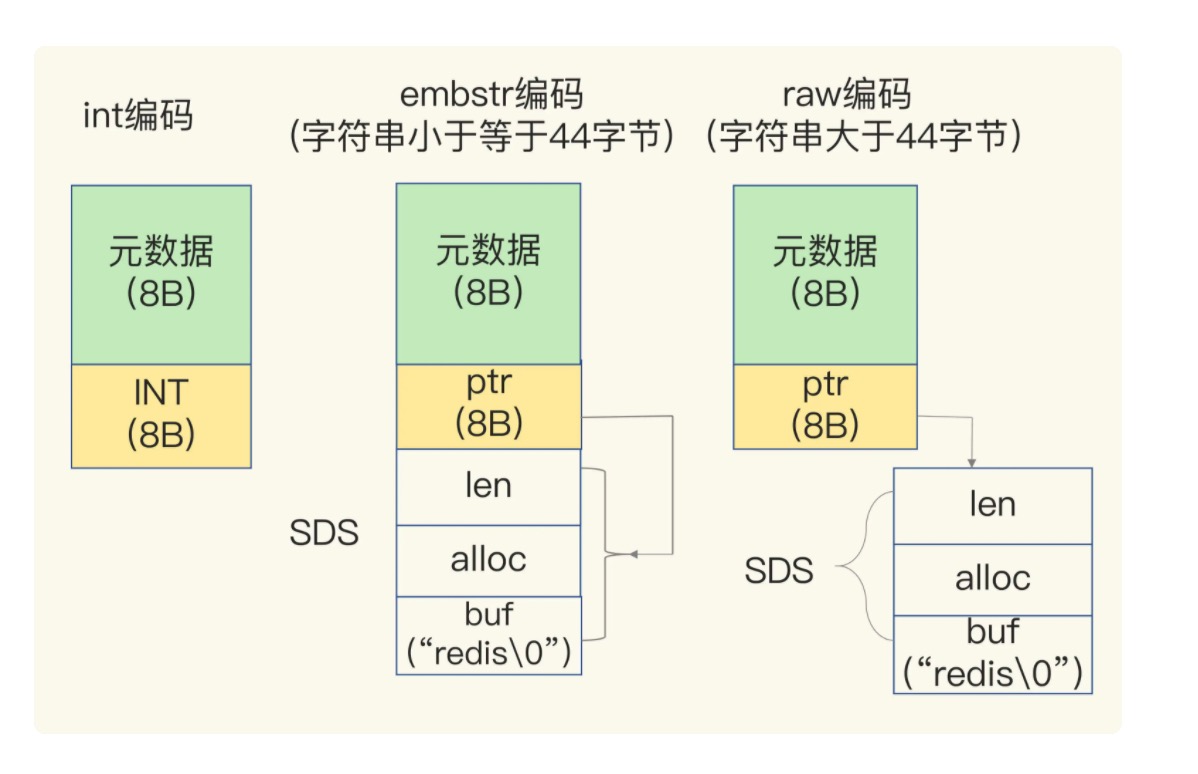 int编码
元数据
(8B)
INT
(8B)
embstr编码
(字符串小于等于44字节)
元数据
(8B)
ptr
(8B)
SDS
len
alloc
buf
(“redis\0”)
raw编码
(字符串大于44字节)
元数据
(8B)
ptr
(8B)
SDS
len
alloc
buf
(“redis\0”)